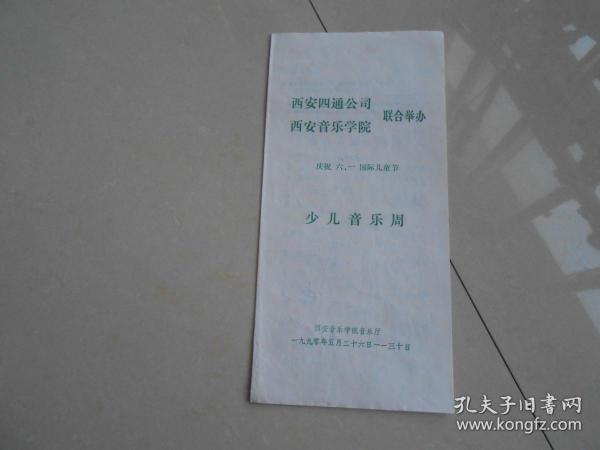 西安四通公司
西安音乐学院
联合举办
庆祝 六.一 国际儿童节
少儿音乐周
西安音乐学院音乐厅
一九九零年五月二十六日——三十日
孔夫子旧书网
www.kongfz.com